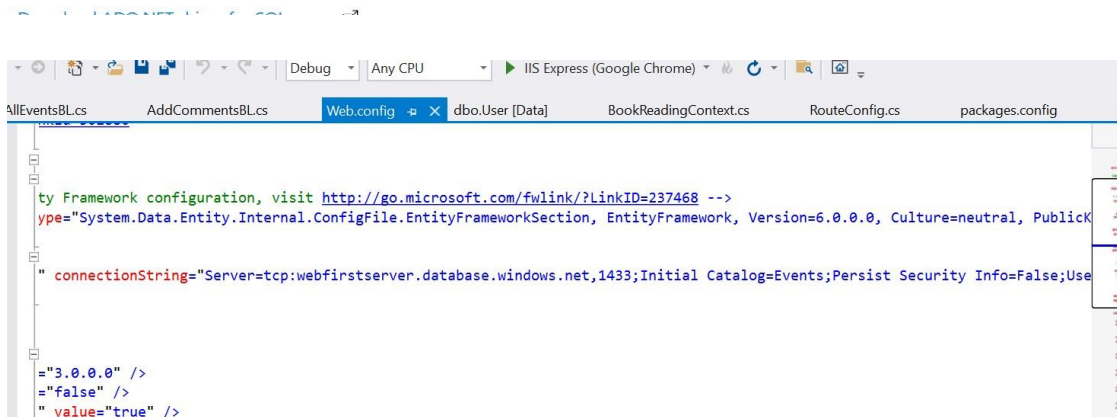 Debug Any CPU IIS Express (Google Chrome)
AllEventsBL.cs AddCommentsBL.cs Web.config dbo.User [Data] BookReadingContext.cs RouteConfig.cs packages.config
ty Framework configuration, visit http://go.microsoft.com/fwlink/?LinkID=237468 -->
ype="System.Data.Entity.Internal.ConfigFile.EntityFrameworkSection, EntityFramework, Version=6.0.0.0, Culture=neutral, PublicK
" connectionString="Server=tcp:webfirstserver.database.windows.net,1433;Initial Catalog=Events;Persist Security Info=False;Use
="3.0.0.0" />
="false" />
" value="true" />